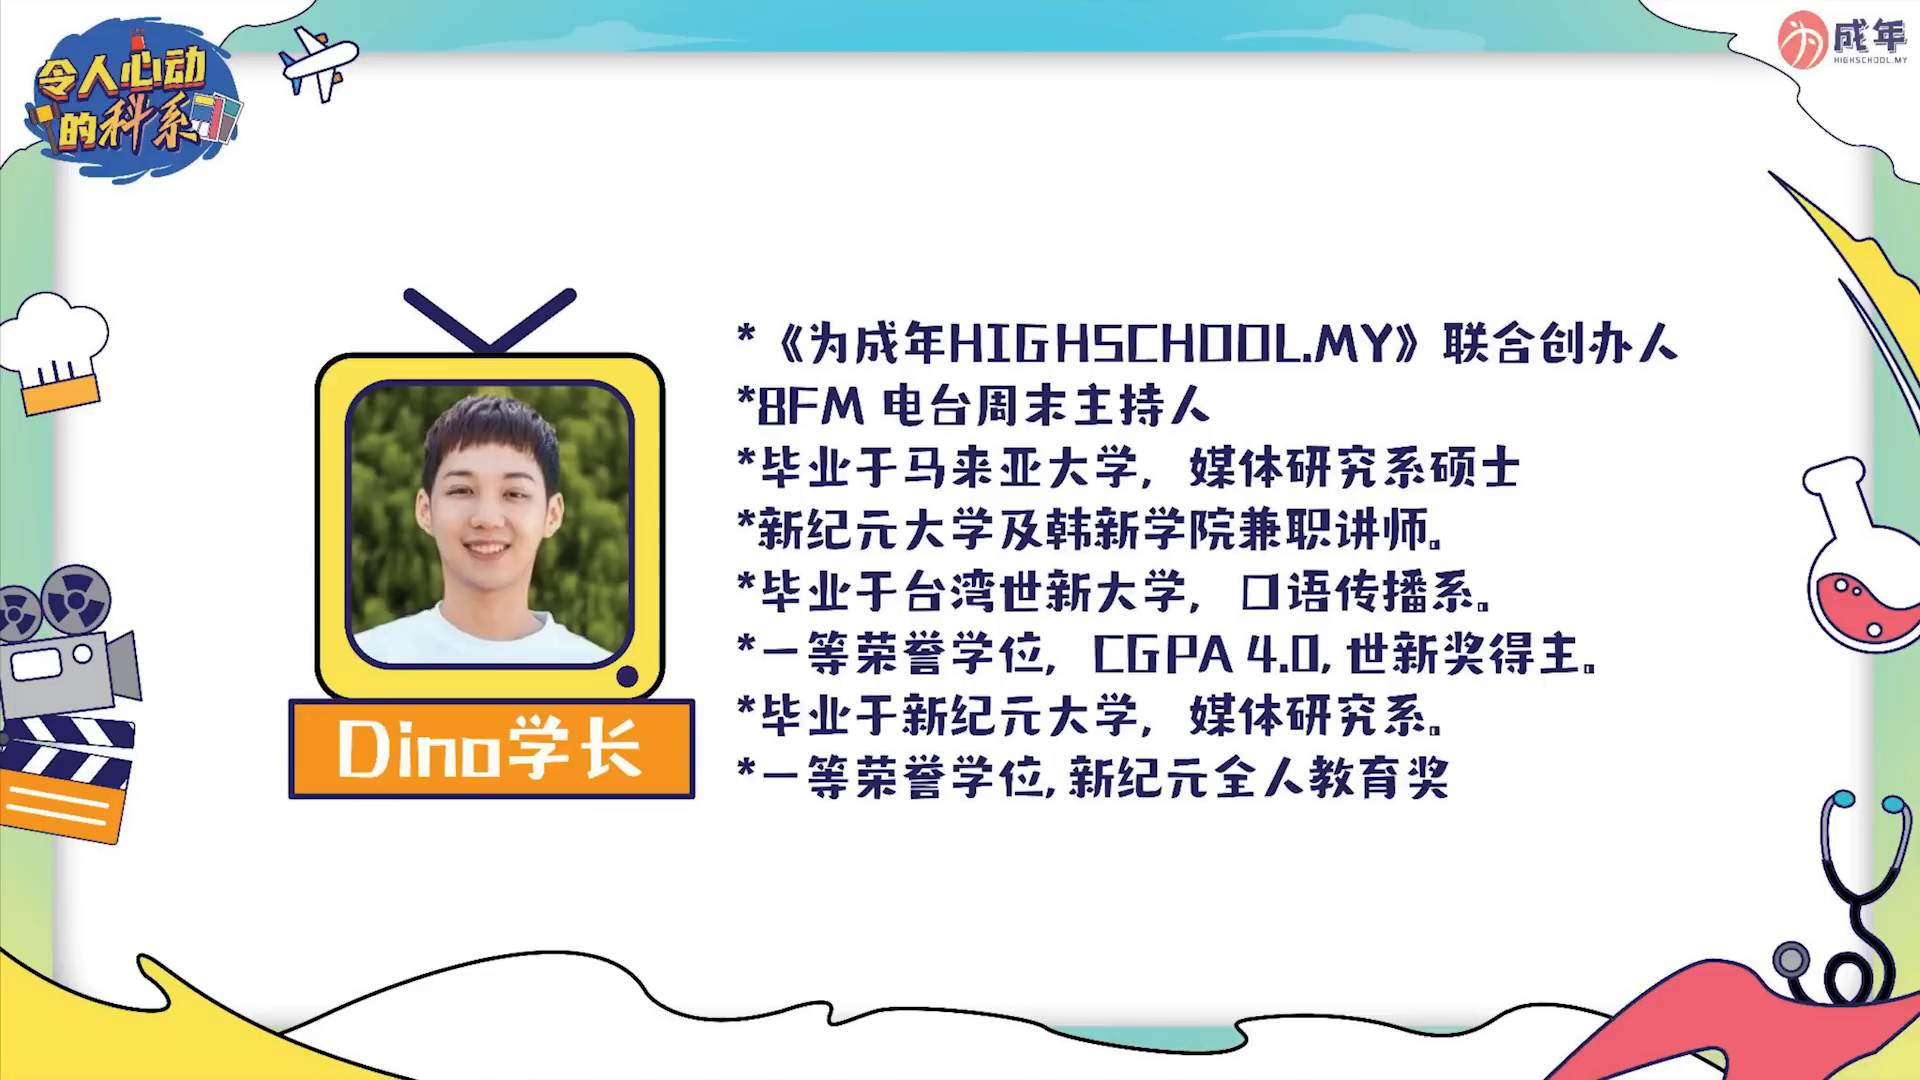 令人心动
的科系
成年
HIGHSCHOOL.MY
*《为成年HIGHSCHOOL.MY》联合创办人
*8FM 电台周末主持人
*毕业于马来亚大学，媒体研究系硕士
*新纪元大学及韩新学院兼职讲师。
*毕业于台湾世新大学，口语传播系。
*一等荣誉学位，CGPA 4.0, 世新奖得主。
*毕业于新纪元大学，媒体研究系。
*一等荣誉学位, 新纪元全人教育奖
Dino学长